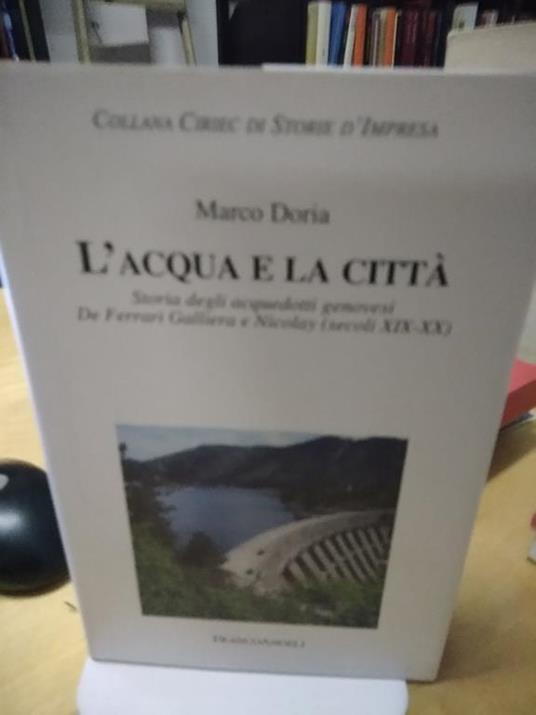 COLLANA CIRIEC DI STORIE D'IMPRESA
Marco Doria
L'ACQUA E LA CITTÀ
Storia degli acquedotti genovesi
De Ferrari Galliera e Nicolay (secoli XIX-XX)
FRANCOANGELI